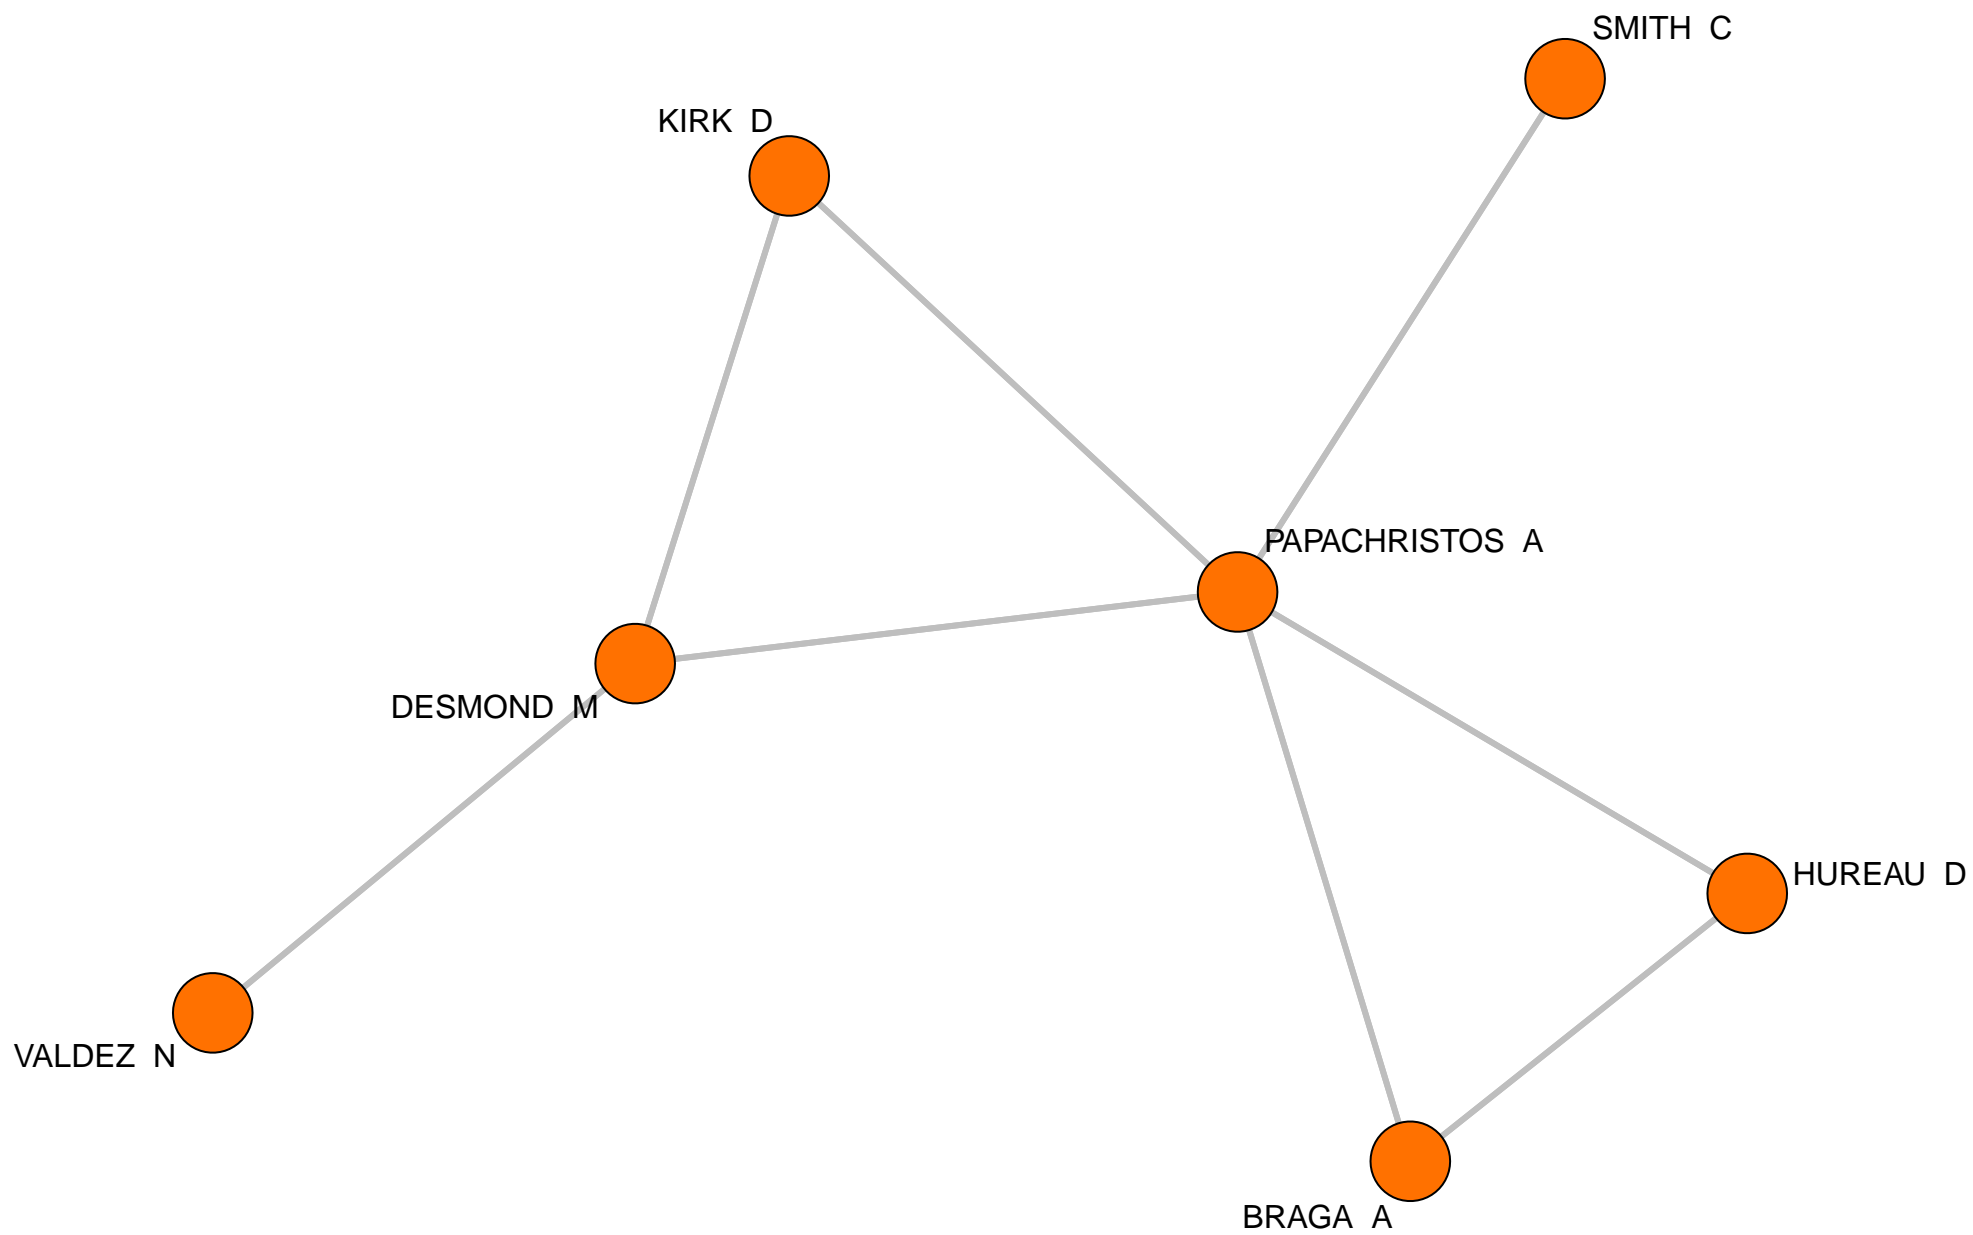 SMITH C
KIRK D
PAPACHRISTOS A
DESMOND M
HUREAU D
VALDEZ N
BRAGA A